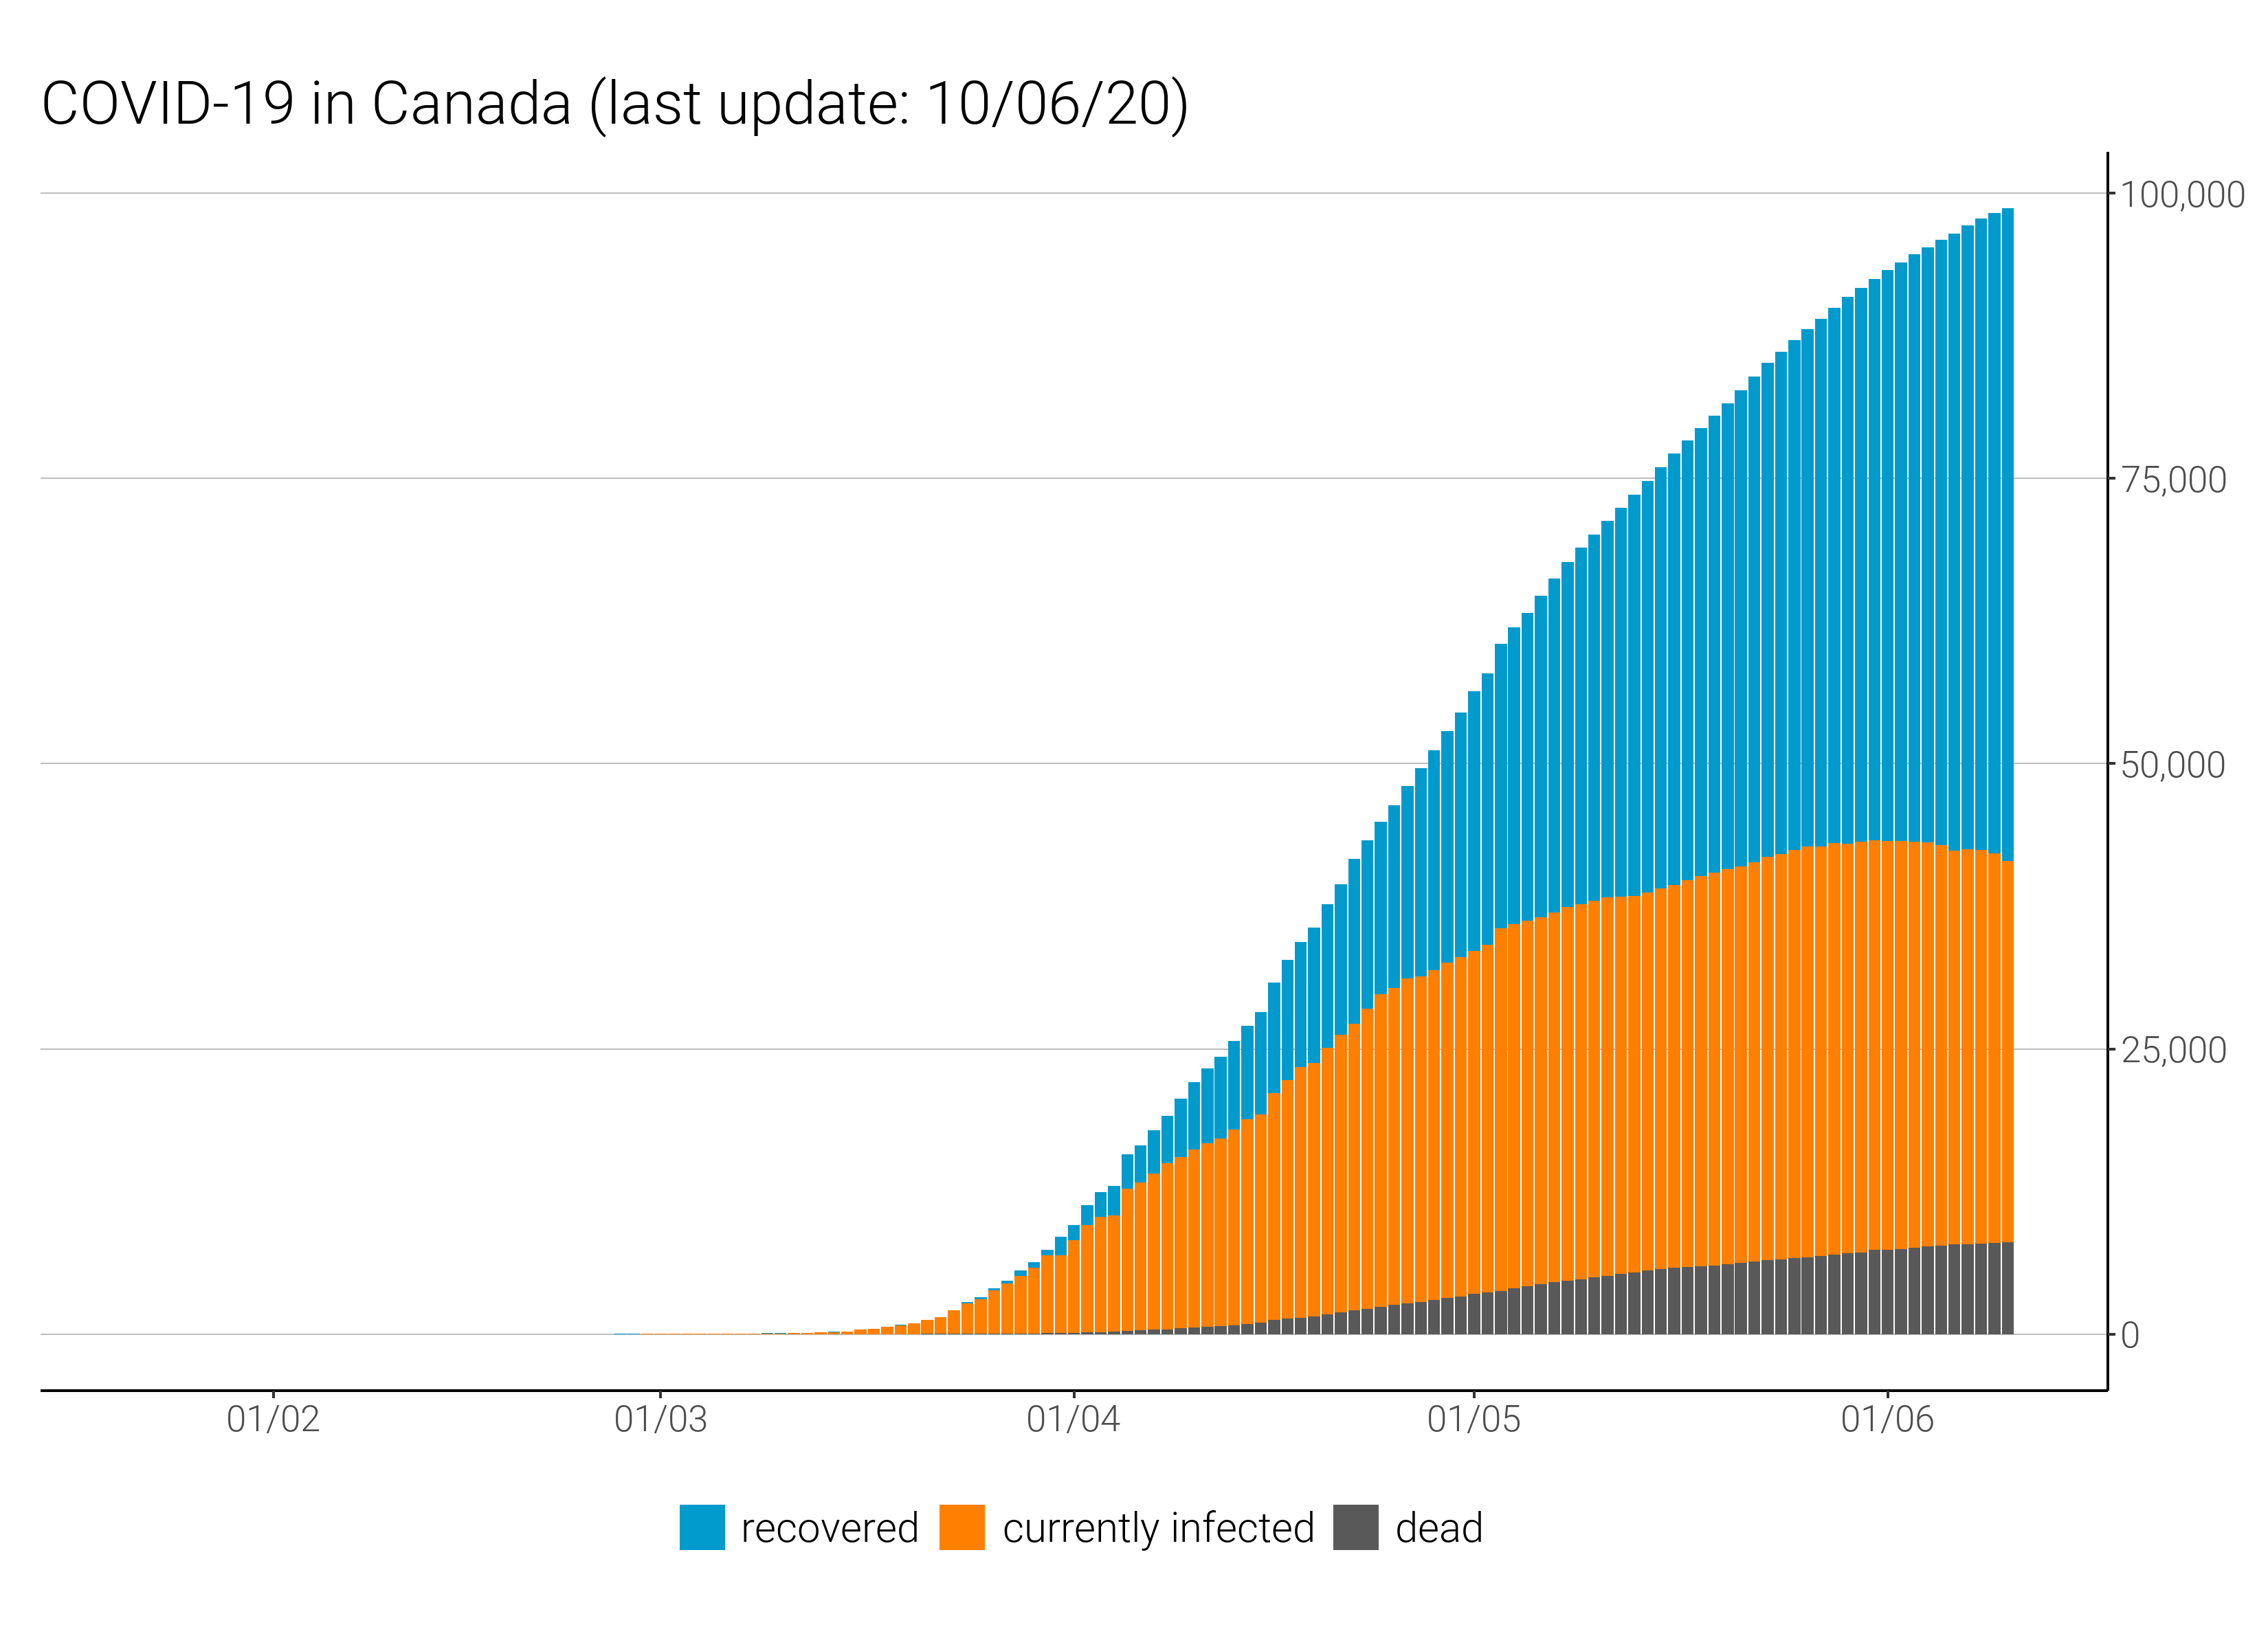 COVID-19 in Canada (last update: 10/06/20)
100,000
75,000
50,000
25,000
0
01/02 01/03 01/04 01/05 01/06
recovered currently infected dead